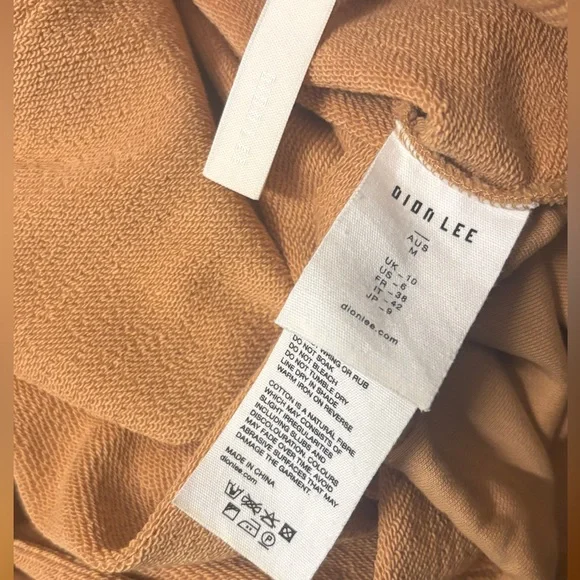 DION LEE
AUS
M
UK - 10
US - 6
FR - 38
IT - 42
JP - 9
dionlee.com
WRING OR RUB
DO NOT SOAK
DO NOT BLEACH
DO NOT TUMBLE DRY
LINE DRY IN SHADE
WARM IRON ON REVERSE
COTTON IS A NATURAL FIBRE
WHICH MAY CONSISTS OF
SLIGHT IRREGULARITIES
INCLUDING SLUBS AND
DISCOLOURATION. COLOURS
MAY FADE OVER TIME. AVOID
ABRASIVE SURFACES THAT MAY
DAMAGE THE GARMENT.
MADE IN CHINA
dionlee.com
P